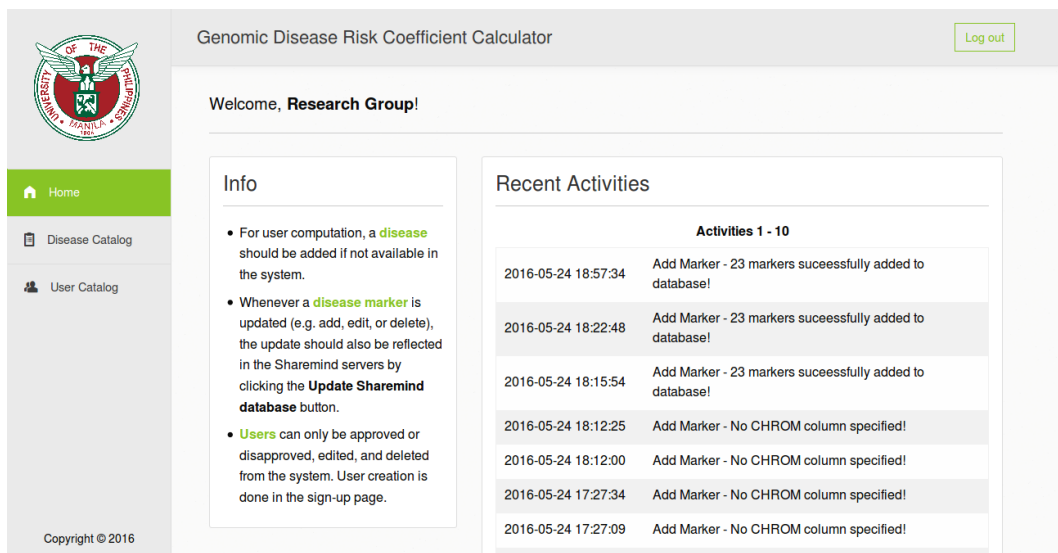 UNIVERSITY OF THE PHILIPPINES
MANILA
1908
Genomic Disease Risk Coefficient Calculator
Log out
Welcome, Research Group!
Home
Disease Catalog
User Catalog
Copyright © 2016
Info
• For user computation, a disease
should be added if not available in
the system.
• Whenever a disease marker is
updated (e.g. add, edit, or delete),
the update should also be reflected
in the Sharemind servers by
clicking the Update Sharemind
database button.
• Users can only be approved or
disapproved, edited, and deleted
from the system. User creation is
done in the sign-up page.
Recent Activities
Activities 1 - 10
2016-05-24 18:57:34 Add Marker - 23 markers suceessfully added to
database!
2016-05-24 18:22:48 Add Marker - 23 markers suceessfully added to
database!
2016-05-24 18:15:54 Add Marker - 23 markers suceessfully added to
database!
2016-05-24 18:12:25 Add Marker - No CHROM column specified!
2016-05-24 18:12:00 Add Marker - No CHROM column specified!
2016-05-24 17:27:34 Add Marker - No CHROM column specified!
2016-05-24 17:27:09 Add Marker - No CHROM column specified!